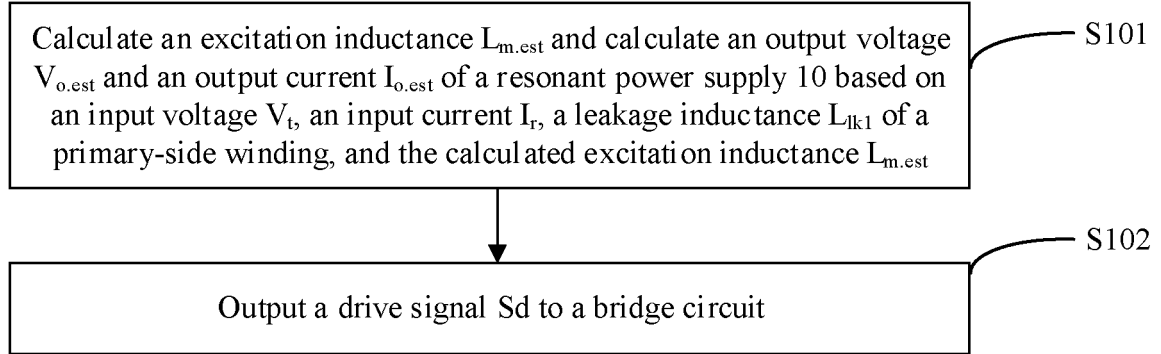 Calculate an excitation inductance Lm.est and calculate an output voltage
Vo.est and an output current Io.est of a resonant power supply 10 based on
an input voltage Vt, an input current Ir, a leakage inductance Llk1 of a
primary-side winding, and the calculated excitation inductance Lm.est
S101
Output a drive signal Sd to a bridge circuit
S102